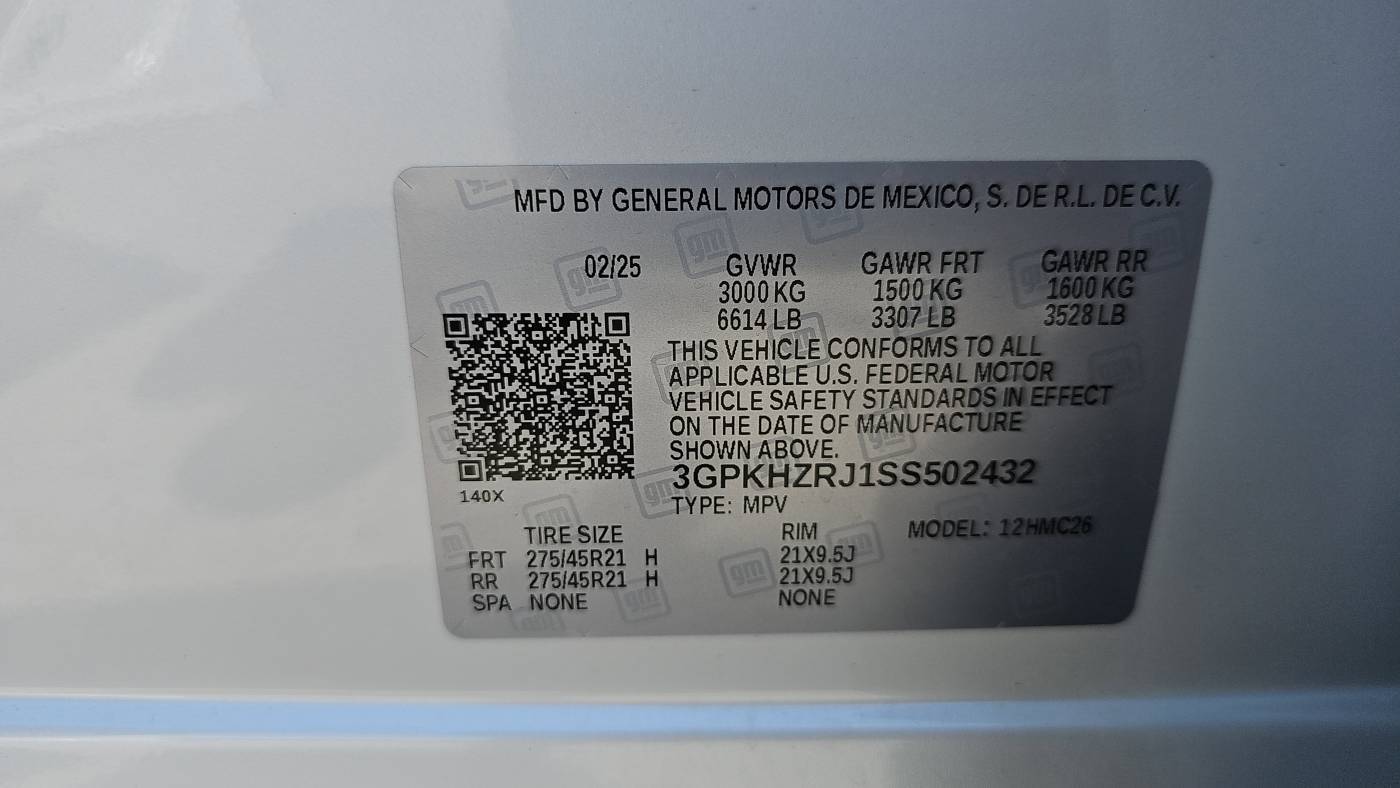 MFD BY GENERAL MOTORS DE MEXICO, S. DE R.L. DE C.V.
02/25 GVWR GAWR FRT GAWR RR
3000 KG 1500 KG 1600 KG
6614 LB 3307 LB 3528 LB
THIS VEHICLE CONFORMS TO ALL
APPLICABLE U.S. FEDERAL MOTOR
VEHICLE SAFETY STANDARDS IN EFFECT
ON THE DATE OF MANUFACTURE
SHOWN ABOVE.
3GPKHZRJ1SS502432
140X
TYPE: MPV
TIRE SIZE RIM MODEL: 12HMC26
FRT 275/45R21 H 21X9.5J
RR 275/45R21 H 21X9.5J
SPA NONE NONE
gm